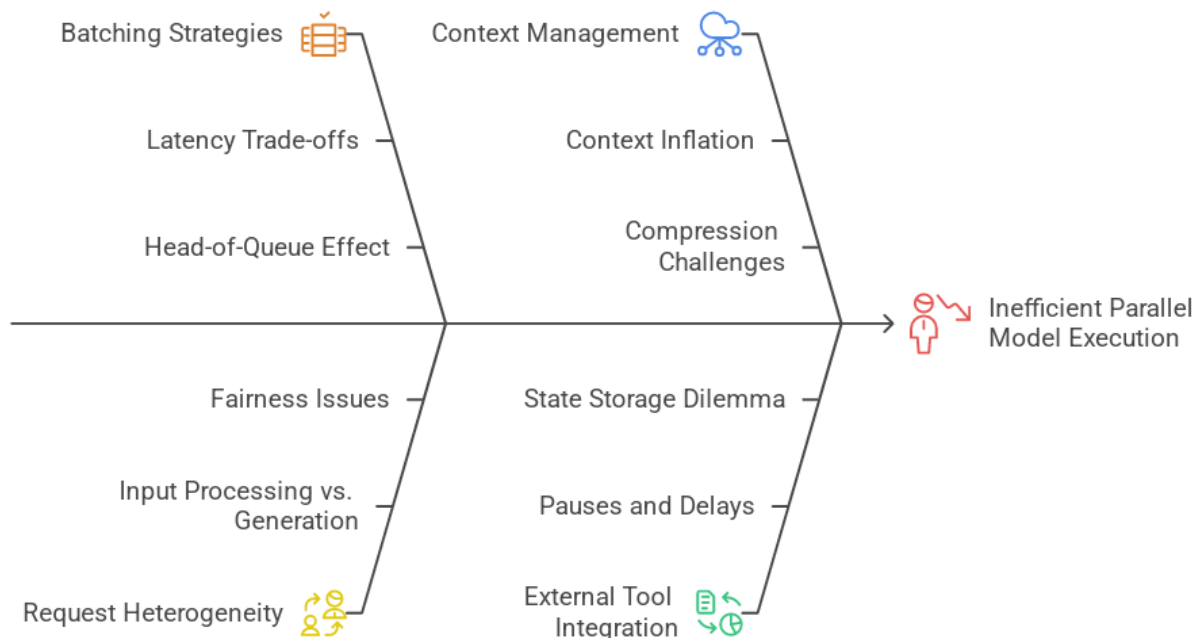 Batching Strategies
Context Management
Latency Trade-offs
Context Inflation
Head-of-Queue Effect
Compression
Challenges
Inefficient Parallel
Model Execution
Fairness Issues
State Storage Dilemma
Input Processing vs.
Generation
Pauses and Delays
Request Heterogeneity
External Tool
Integration